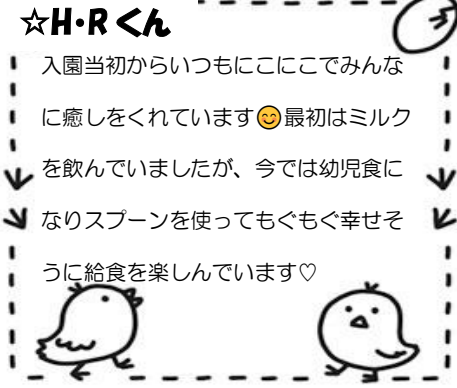 ☆H・Rくん
入園当初からいつもにこにこでみんな
に癒しをくれています😊最初はミルク
を飲んでいましたが、今では幼児食に
なりスプーンを使ってもぐもぐ幸せそ
うに給食を楽しんでいます♡